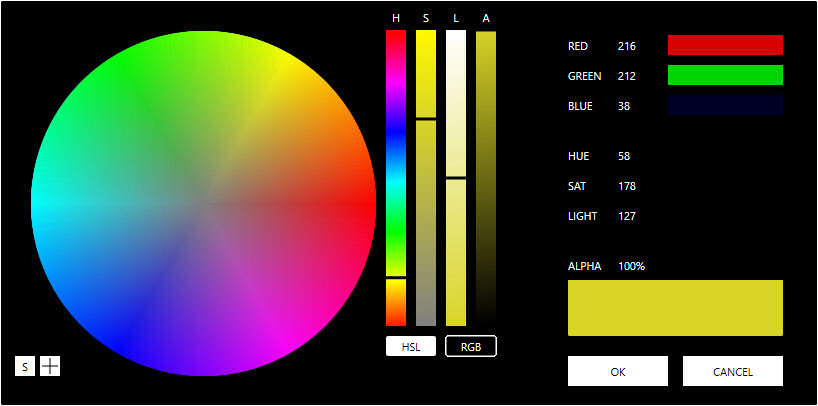 H S L A
RED 216
GREEN 212
BLUE 38
HUE 58
SAT 178
LIGHT 127
ALPHA 100%
HSL RGB
S OK CANCEL